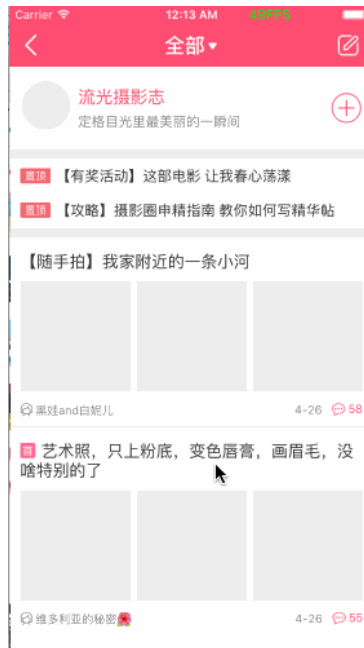 Carrier 12:13 AM 40FPS
全部
流光摄影志
定格目光里最美丽的一瞬间
置顶 【有奖活动】这部电影 让我春心荡漾
置顶 【攻略】摄影圈申精指南 教你如何写精华帖
【随手拍】我家附近的一条小河
黑娃and白妮儿 4-26 58
首 艺术照，只上粉底，变色唇膏，画眉毛，没
啥特别的了
维多利亚的秘密 4-26 55